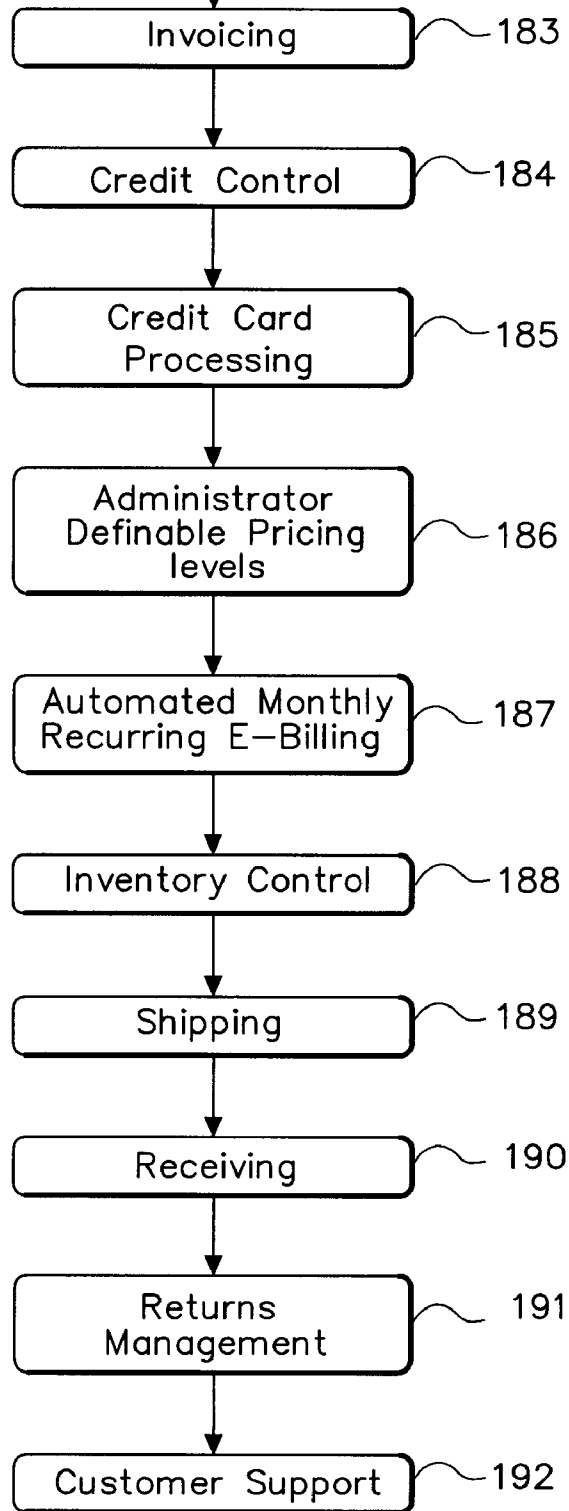 Invoicing 183
Credit Control 184
Credit Card
Processing 185
Administrator
Definable Pricing
levels 186
Automated Monthly
Recurring E-Billing 187
Inventory Control 188
Shipping 189
Receiving 190
Returns
Management 191
Customer Support 192